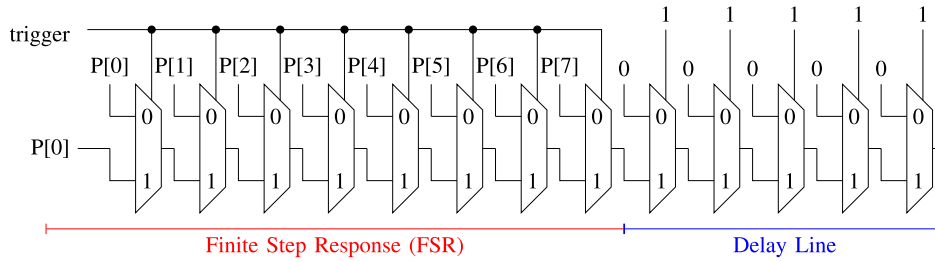 1 1 1 1 1
trigger
P[0] P[1] P[2] P[3] P[4] P[5] P[6] P[7] 0 0 0 0 0
0 0 0 0 0 0 0 0 0 0 0 0 0
P[0]
1 1 1 1 1 1 1 1 1 1 1 1 1
Finite Step Response (FSR) Delay Line